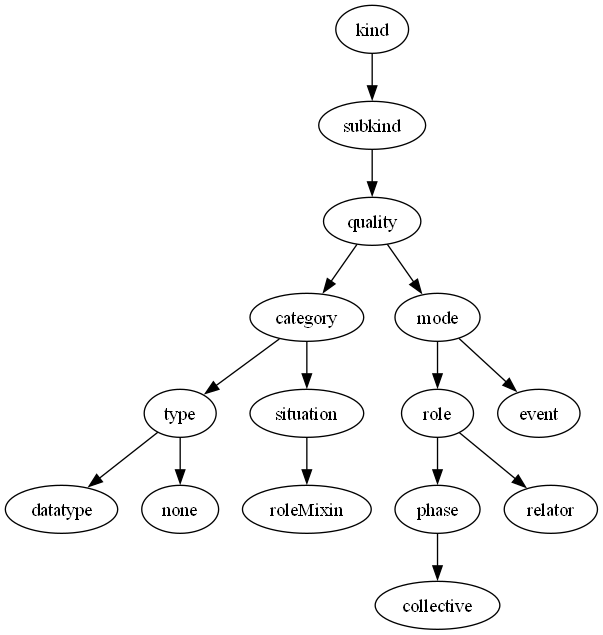 kind
subkind
quality
category
mode
type
situation
role
event
datatype
none
roleMixin
phase
relator
collective